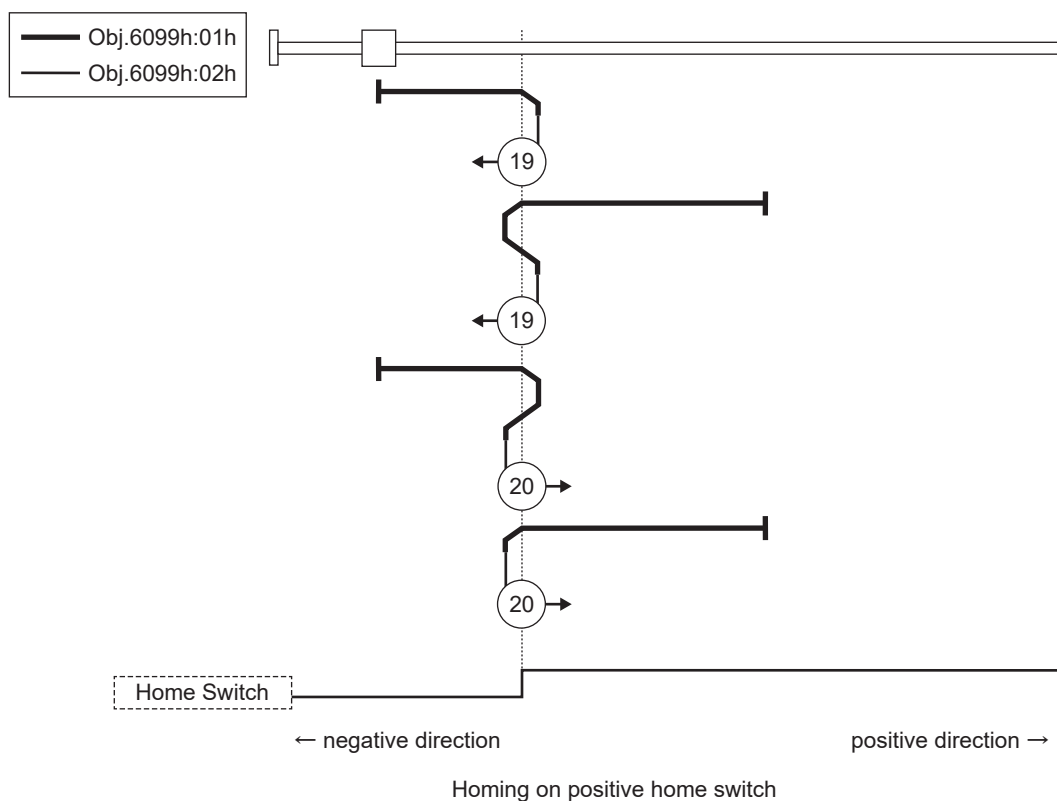 Obj.6099h:01h
Obj.6099h:02h
19
19
20
20
Home Switch
← negative direction
positive direction →
Homing on positive home switch